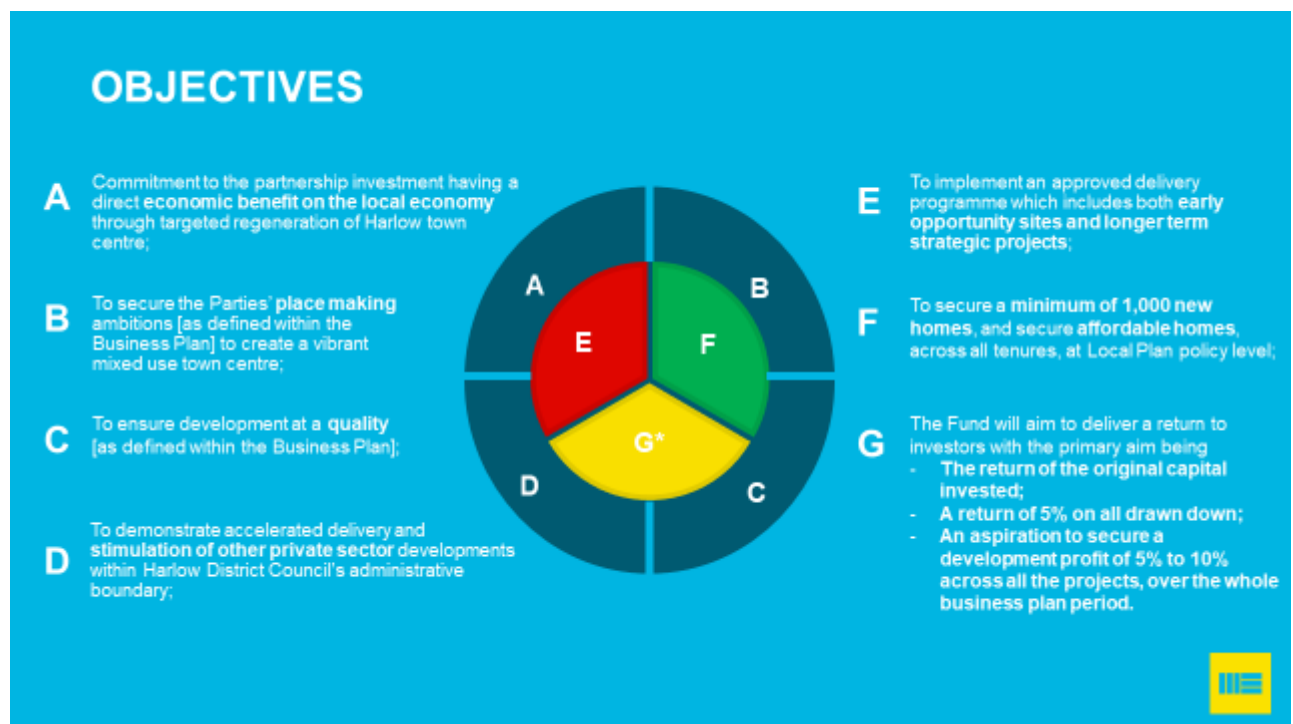 OBJECTIVES
A
Commitment to the partnership investment having a
direct economic benefit on the local economy
through targeted regeneration of Harlow town
centre;
B
To secure the Parties' place making
ambitions [as defined within the
Business Plan] to create a vibrant
mixed use town centre;
C
To ensure development at a quality
[as defined within the Business Plan];
D
To demonstrate accelerated delivery and
stimulation of other private sector developments
within Harlow District Council's administrative
boundary;
A
B
E
F
G*
D
C
E
To implement an approved delivery
programme which includes both early
opportunity sites and longer term
strategic projects;
F
To secure a minimum of 1,000 new
homes, and secure affordable homes,
across all tenures, at Local Plan policy level;
G
The Fund will aim to deliver a return to
investors with the primary aim being
- The return of the original capital
invested;
- A return of 5% on all drawn down;
- An aspiration to secure a
development profit of 5% to 10%
across all the projects, over the whole
business plan period.